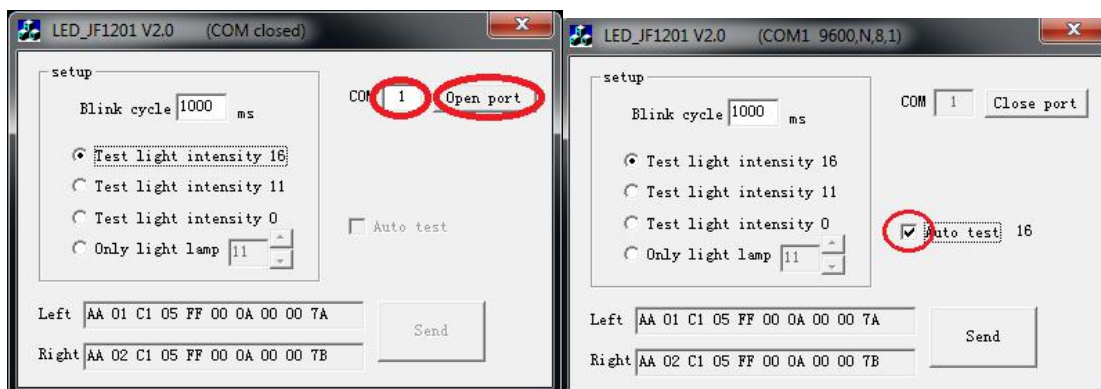 LED_JF1201 V2.0 (COM closed)
setup
Blink cycle 1000 ms
COM 1 Open port
Test light intensity 16
Test light intensity 11
Test light intensity 0
Only light lamp 11
Auto test
Left AA 01 C1 05 FF 00 0A 00 00 7A
Right AA 02 C1 05 FF 00 0A 00 00 7B
Send
LED_JF1201 V2.0 (COM1 9600,N,8,1)
setup
Blink cycle 1000 ms
COM 1 Close port
Test light intensity 16
Test light intensity 11
Test light intensity 0
Only light lamp 11
Auto test 16
Left AA 01 C1 05 FF 00 0A 00 00 7A
Right AA 02 C1 05 FF 00 0A 00 00 7B
Send